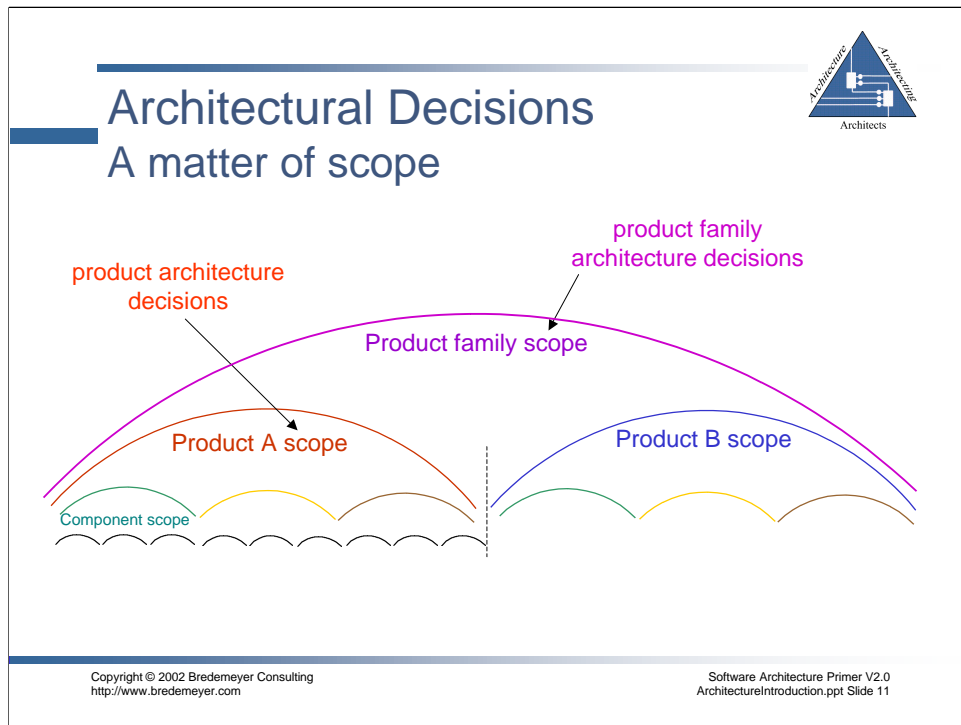 Architecture
Architecting
Architects
Architectural Decisions
A matter of scope
product family
architecture decisions
product architecture
decisions
Product family scope
Product A scope
Product B scope
Component scope
Copyright © 2002 Bredemeyer Consulting
http://www.bredemeyer.com
Software Architecture Primer V2.0
ArchitectureIntroduction.ppt Slide 11